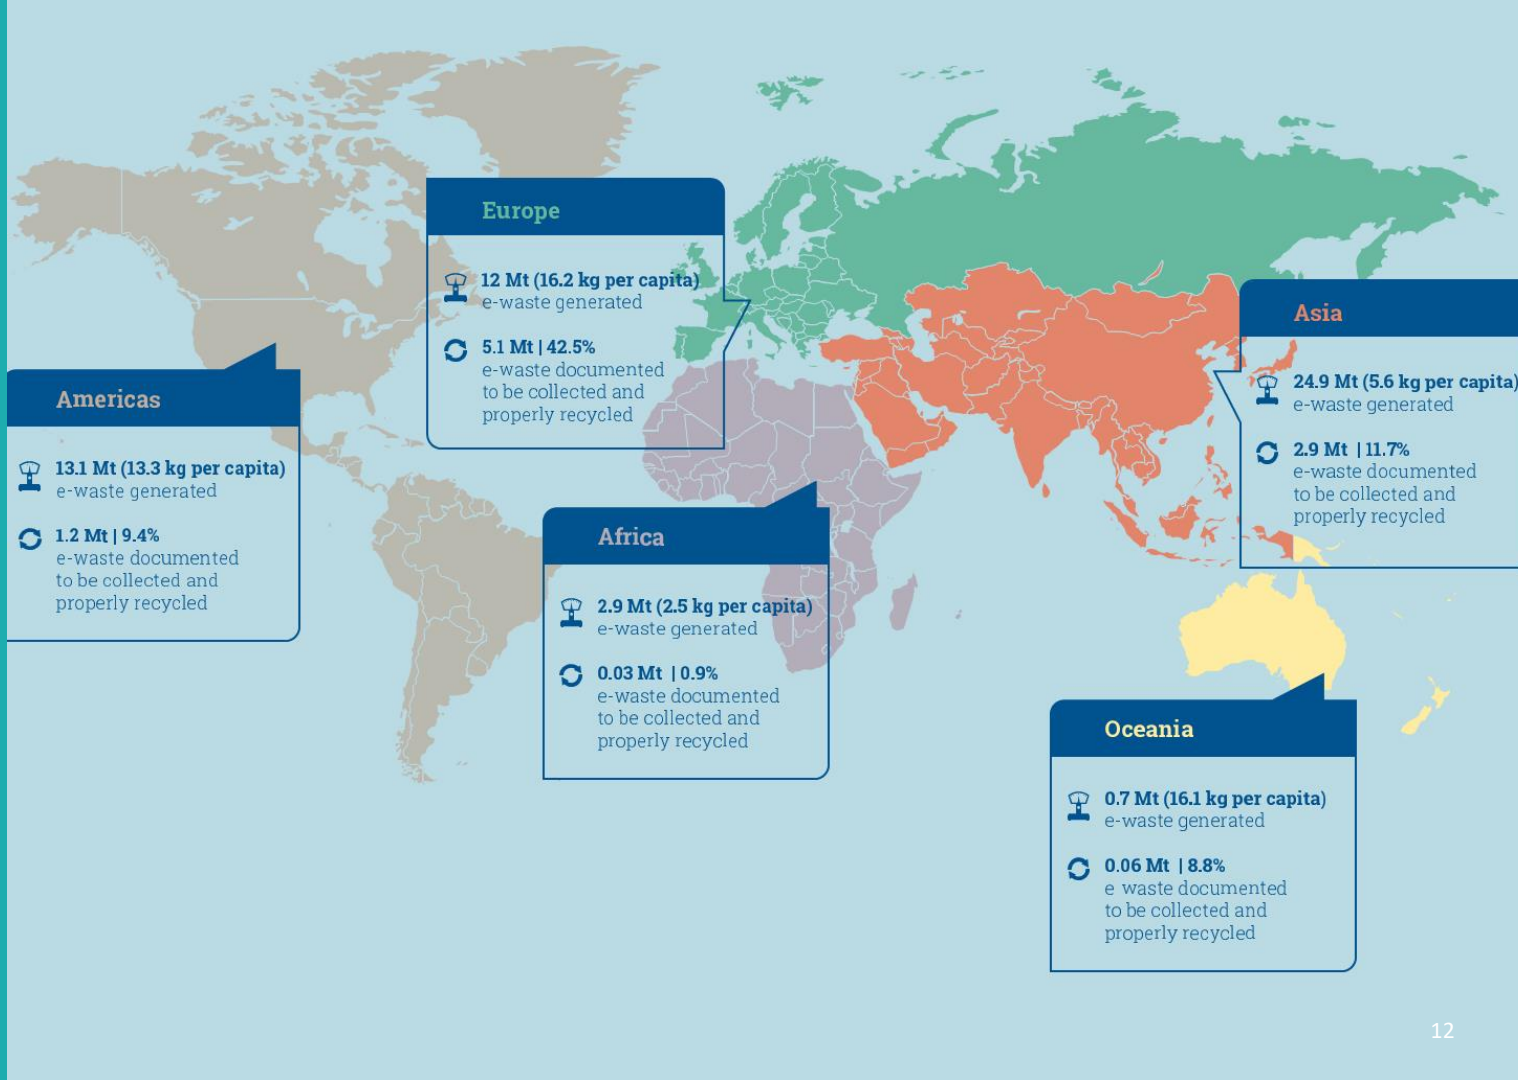 Europe
12 Mt (16.2 kg per capita)
e-waste generated
5.1 Mt | 42.5%
e-waste documented
to be collected and
properly recycled
Asia
24.9 Mt (5.6 kg per capita)
e-waste generated
2.9 Mt | 11.7%
e-waste documented
to be collected and
properly recycled
Americas
13.1 Mt (13.3 kg per capita)
e-waste generated
1.2 Mt | 9.4%
e-waste documented
to be collected and
properly recycled
Africa
2.9 Mt (2.5 kg per capita)
e-waste generated
0.03 Mt | 0.9%
e-waste documented
to be collected and
properly recycled
Oceania
0.7 Mt (16.1 kg per capita)
e-waste generated
0.06 Mt | 8.8%
e waste documented
to be collected and
properly recycled
12